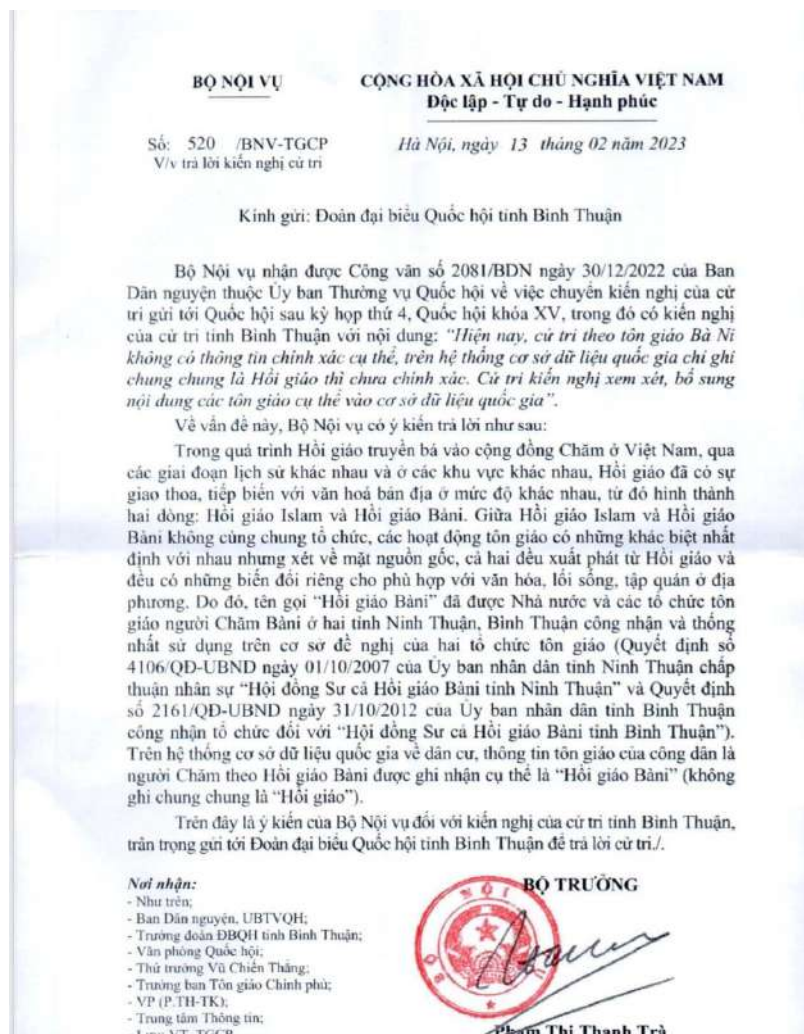 BỘ NỘI VỤ
CỘNG HÒA XÃ HỘI CHỦ NGHĨA VIỆT NAM
Độc lập - Tự do - Hạnh phúc
Số: 520 /BNV-TGCP
V/v trả lời kiến nghị cử tri
Hà Nội, ngày 13 tháng 02 năm 2023
Kính gửi: Đoàn đại biểu Quốc hội tỉnh Bình Thuận
Bộ Nội vụ nhận được Công văn số 2081/BDN ngày 30/12/2022 của Ban
Dân nguyện thuộc Ủy ban Thường vụ Quốc hội về việc chuyển kiến nghị của cử
tri gửi tới Quốc hội sau kỳ họp thứ 4, Quốc hội khóa XV, trong đó có kiến nghị
của cử tri tỉnh Bình Thuận với nội dung: “Hiện nay, cử tri theo tôn giáo Bà Ni
không có thông tin chính xác cụ thể, trên hệ thống cơ sở dữ liệu quốc gia chỉ ghi
chung chung là Hồi giáo thì chưa chính xác. Cử tri kiến nghị xem xét, bổ sung
nội dung các tôn giáo cụ thể vào cơ sở dữ liệu quốc gia”.
Về vấn đề này, Bộ Nội vụ có ý kiến trả lời như sau:
Trong quá trình Hồi giáo truyền bá vào cộng đồng Chăm ở Việt Nam, qua
các giai đoạn lịch sử khác nhau và ở các khu vực khác nhau, Hồi giáo đã có sự
giao thoa, tiếp biến với văn hoá bản địa ở mức độ khác nhau, từ đó hình thành
hai dòng: Hồi giáo Islam và Hồi giáo Bàni. Giữa Hồi giáo Islam và Hồi giáo
Bàni không cùng chung tổ chức, các hoạt động tôn giáo có những khác biệt nhất
định với nhau nhưng xét về mặt nguồn gốc, cả hai đều xuất phát từ Hồi giáo và
đều có những biến đổi riêng cho phù hợp với văn hóa, lối sống, tập quán ở địa
phương. Do đó, tên gọi “Hồi giáo Bàni” đã được Nhà nước và các tổ chức tôn
giáo người Chăm Bàni ở hai tỉnh Ninh Thuận, Bình Thuận công nhận và thống
nhất sử dụng trên cơ sở đề nghị của hai tổ chức tôn giáo (Quyết định số
4106/QĐ-UBND ngày 01/10/2007 của Ủy ban nhân dân tỉnh Ninh Thuận chấp
thuận nhân sự “Hội đồng Sư cả Hồi giáo Bàni tỉnh Ninh Thuận” và Quyết định
số 2161/QĐ-UBND ngày 31/10/2012 của Ủy ban nhân dân tỉnh Bình Thuận
công nhận tổ chức đối với “Hội đồng Sư cả Hồi giáo Bàni tỉnh Bình Thuận”).
Trên hệ thống cơ sở dữ liệu quốc gia về dân cư, thông tin tôn giáo của công dân là
người Chăm theo Hồi giáo Bàni được ghi nhận cụ thể là “Hồi giáo Bàni” (không
ghi chung chung là “Hồi giáo”).
Trên đây là ý kiến của Bộ Nội vụ đối với kiến nghị của cử tri tỉnh Bình Thuận,
trân trọng gửi tới Đoàn đại biểu Quốc hội tỉnh Bình Thuận để trả lời cử tri./.
Nơi nhận:
- Như trên;
- Ban Dân nguyện, UBTVQH;
- Trưởng đoàn ĐBQH tỉnh Bình Thuận;
- Văn phòng Quốc hội;
- Thứ trưởng Vũ Chiến Thắng;
- Trưởng ban Tôn giáo Chính phủ;
- VP (P.TH-TK);
- Trung tâm Thông tin;
- Lưu: VT, TGCP
BỘ TRƯỞNG
BỘ NỘI VỤ
Phạm Thị Thanh Trà